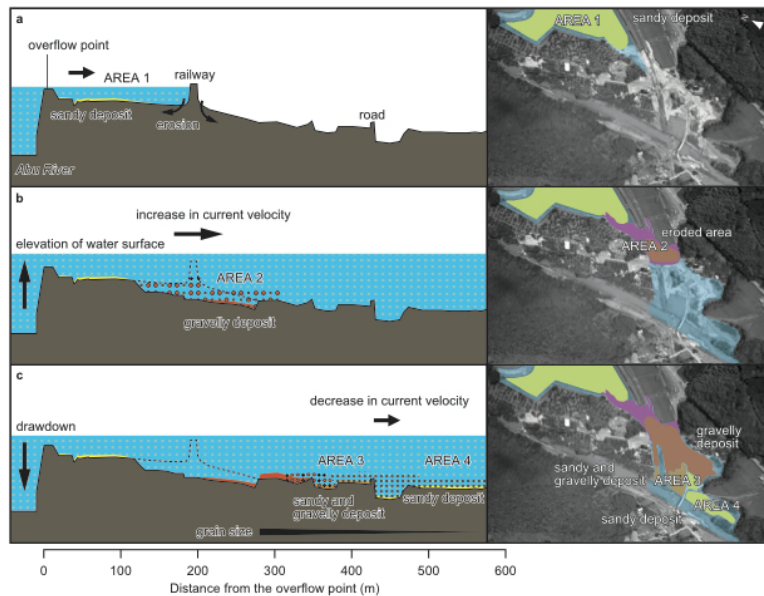 a
overflow point
AREA 1
railway
sandy deposit
erosion
road
Abu River
AREA 1
sandy deposit
N
b
increase in current velocity
elevation of water surface
AREA 2
gravelly deposit
eroded area
AREA 2
c
decrease in current velocity
drawdown
AREA 3
AREA 4
sandy and
gravelly deposit
sandy deposit
grain size
gravelly
deposit
sandy and
gravelly deposit
AREA 3
AREA 4
sandy deposit
0 100 200 300 400 500 600
Distance from the overflow point (m)